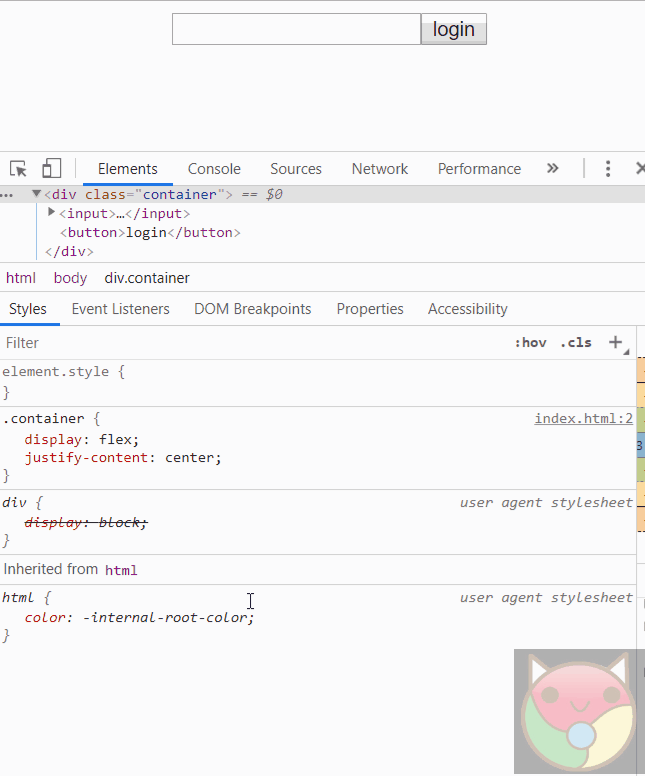 login
Elements Console Sources Network Performance »
... ▼<div class="container"> == $0
▶<input>…</input>
<button>login</button>
</div>
html body div.container
Styles Event Listeners DOM Breakpoints Properties Accessibility
Filter :hov .cls +
element.style {
}
.container { index.html:2
display: flex;
justify-content: center;
}
div { user agent stylesheet
display: block;
}
Inherited from html
html { user agent stylesheet
color: -internal-root-color;
}